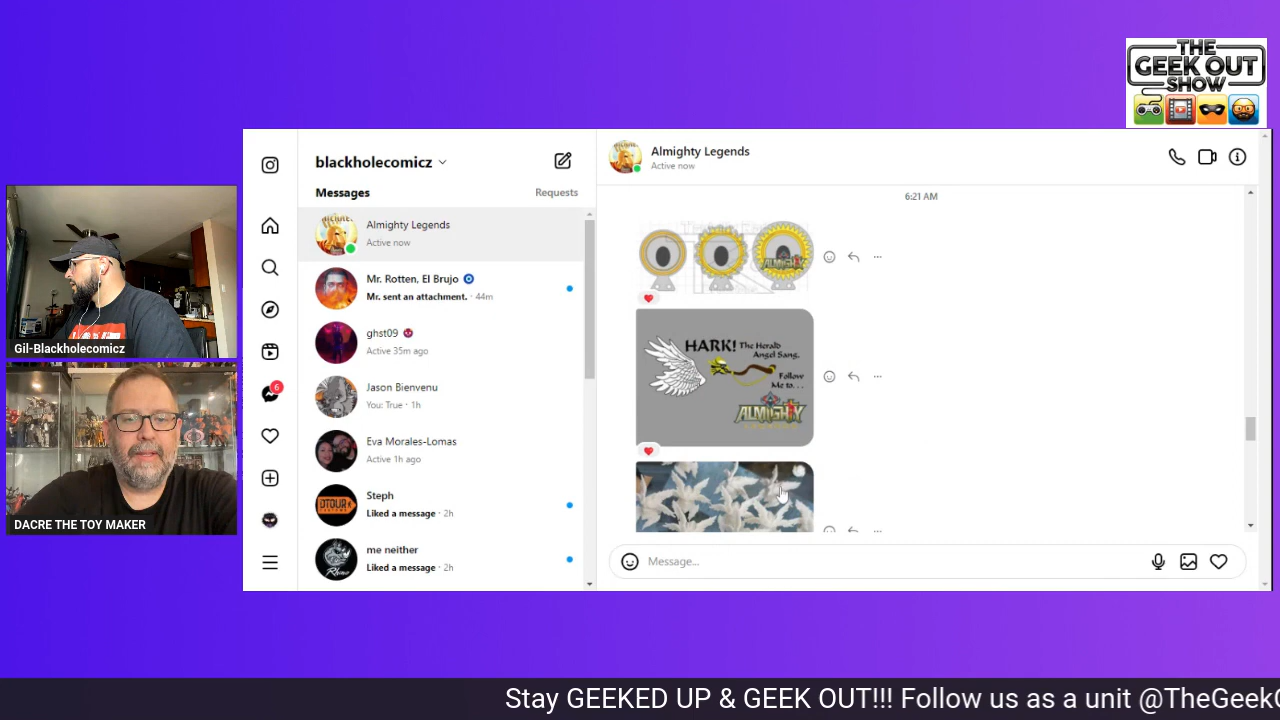 THE
GEEK OUT
SHOW
blackholecomicz
Messages
Requests
Almighty Legends
Active now
Mr. Rotten, El Brujo
Mr. sent an attachment. · 44m
ghst09
Active 35m ago
Jason Bienvenu
You: True · 1h
Eva Morales-Lomas
Active 1h ago
Steph
Liked a message · 2h
me neither
Liked a message · 2h
6
DTOUR
Rhino
Almighty Legends
Active now
6:21 AM
ALMIGHTY
HARK! The Herald
Angel Sang,
Follow
Me to...
ALMIGHTY
Message...
Gil-Blackholecomicz
DACRE THE TOY MAKER
Stay GEEKED UP & GEEK OUT!!! Follow us as a unit @TheGeek